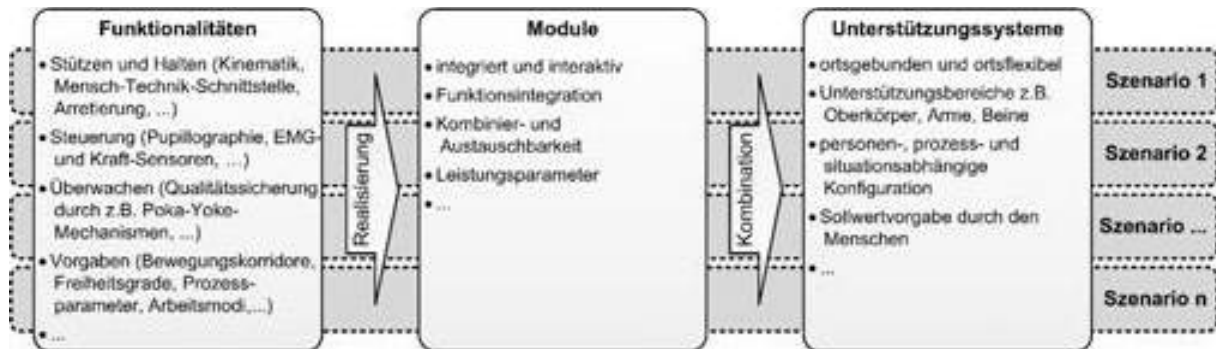 Funktionalitäten
• Stützen und Halten (Kinematik,
Mensch-Technik-Schnittstelle,
Arretierung, ...)
• Steuerung (Pupillographie, EMG-
und Kraft-Sensoren, ...)
• Überwachen (Qualitätssicherung
durch z.B. Poka-Yoke-
Mechanismen, ...)
• Vorgaben (Bewegungskorridore,
Freiheitsgrade, Prozess-
parameter, Arbeitsmodi,...)
• ...
Realisierung
Module
• integriert und interaktiv
• Funktionsintegration
• Kombinier- und
Austauschbarkeit
• Leistungsparameter
• ...
Kombination
Unterstützungssysteme
• ortsgebunden und ortsflexibel
• Unterstützungsbereiche z.B.
Oberkörper, Arme, Beine
• personen-, prozess- und
situationsabhängige
Konfiguration
• Sollwertvorgabe durch den
Menschen
• ...
Szenario 1
Szenario 2
Szenario ...
Szenario n